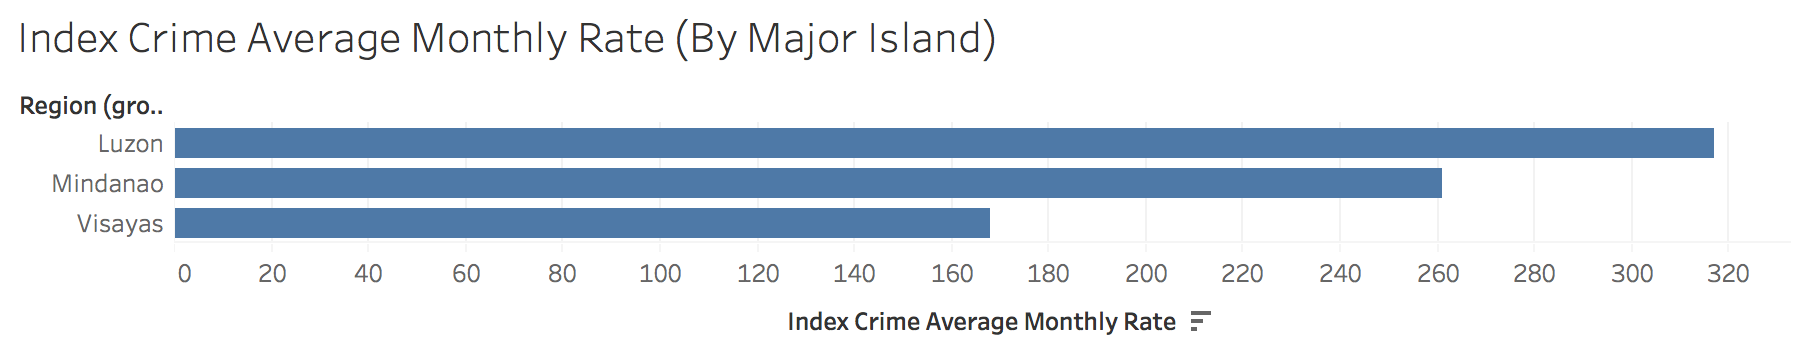 Index Crime Average Monthly Rate (By Major Island)
Region (gro..
Luzon
Mindanao
Visayas
0 20 40 60 80 100 120 140 160 180 200 220 240 260 280 300 320
Index Crime Average Monthly Rate